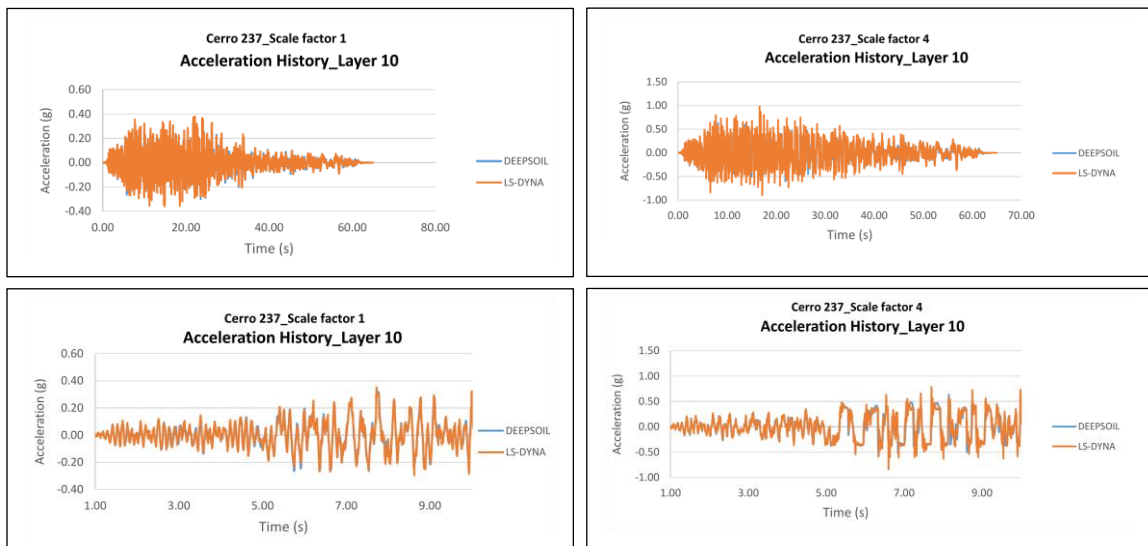 Cerro 237_Scale factor 1
Acceleration History_Layer 10
0.60
0.40
0.20
0.00
-0.20
-0.40
Acceleration (g)
0.00 20.00 40.00 60.00 80.00
Time (s)
DEEPSOIL
LS-DYNA
Cerro 237_Scale factor 4
Acceleration History_Layer 10
1.50
1.00
0.50
0.00
-0.50
-1.00
Acceleration (g)
0.00 10.00 20.00 30.00 40.00 50.00 60.00 70.00
Time (s)
DEEPSOIL
LS-DYNA
Cerro 237_Scale factor 1
Acceleration History_Layer 10
0.60
0.40
0.20
0.00
-0.20
-0.40
Acceleration (g)
1.00 3.00 5.00 7.00 9.00
Time (s)
DEEPSOIL
LS-DYNA
Cerro 237_Scale factor 4
Acceleration History_Layer 10
1.50
1.00
0.50
0.00
-0.50
-1.00
Acceleration (g)
1.00 3.00 5.00 7.00 9.00
Time (s)
DEEPSOIL
LS-DYNA